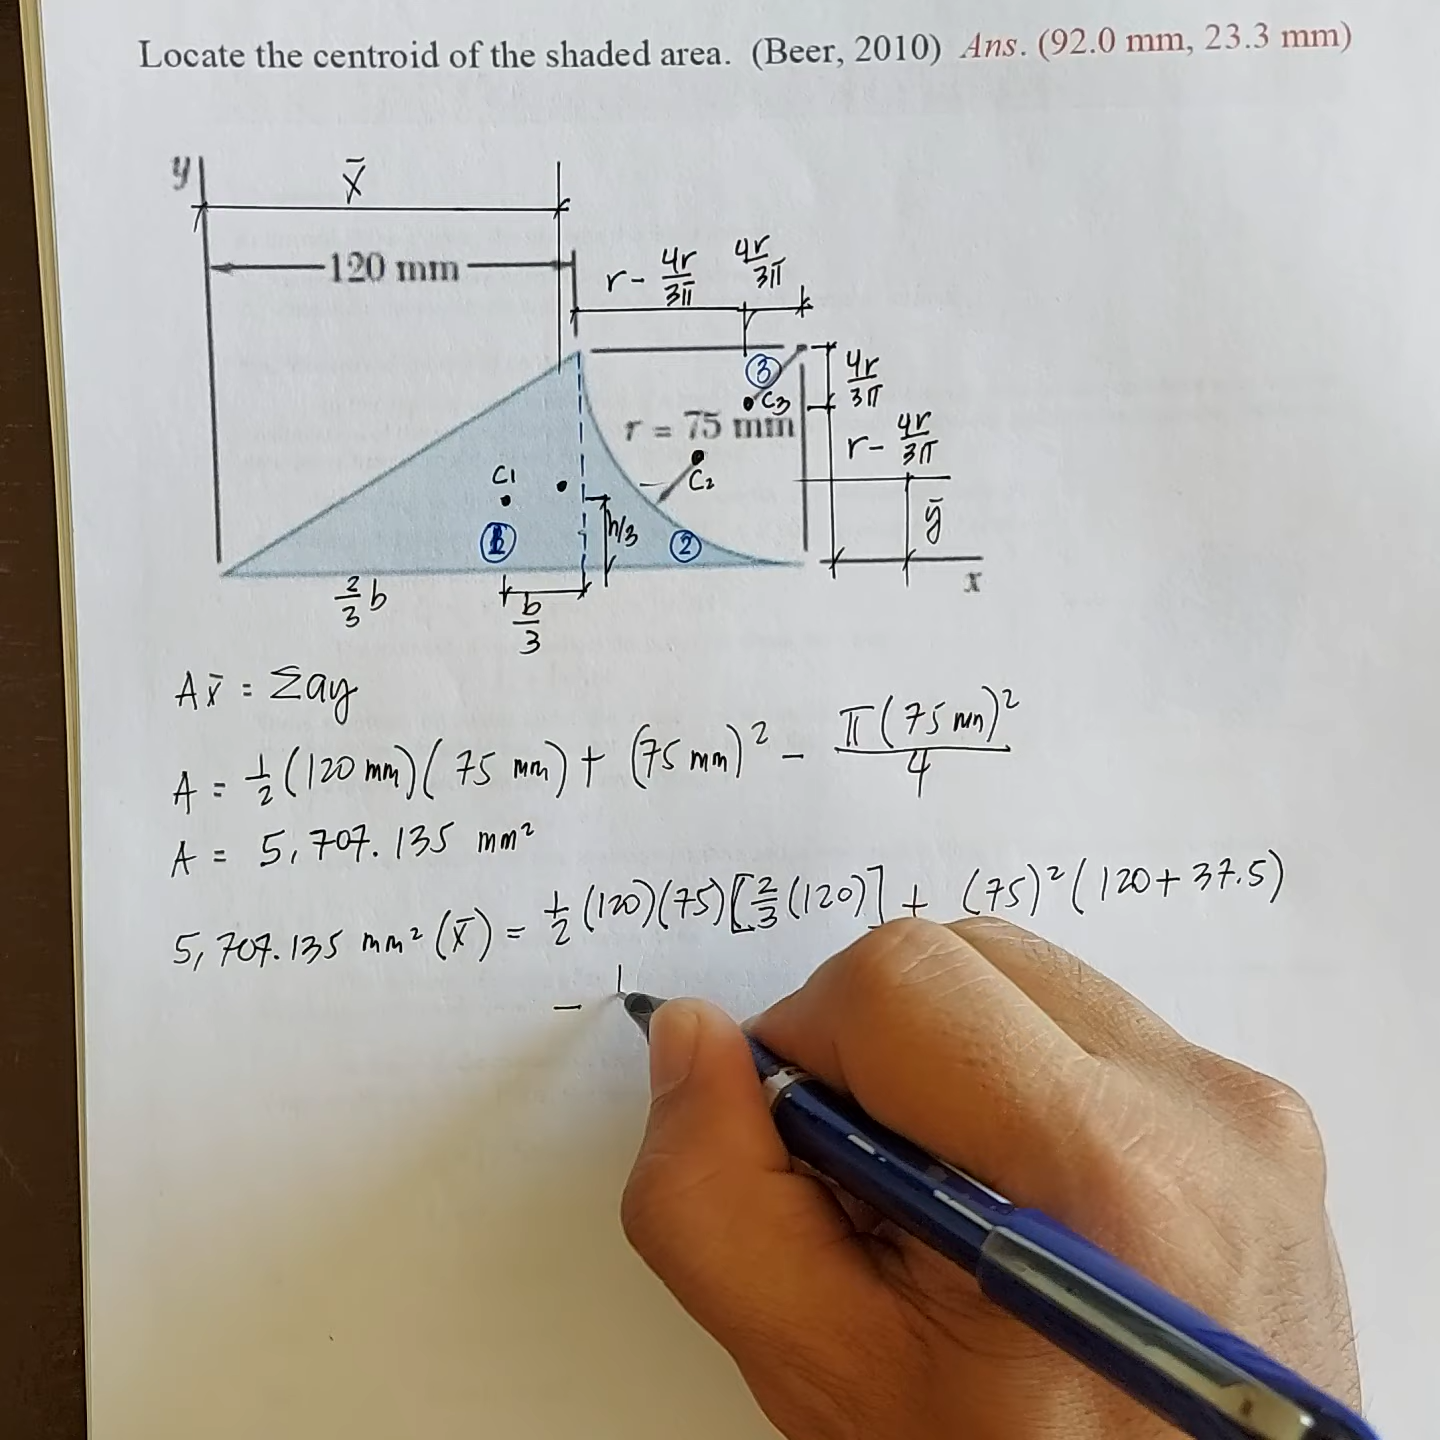 Locate the centroid of the shaded area. (Beer, 2010) Ans. (92.0 mm, 23.3 mm)
y
x̄
120 mm
r - 4r/3π
4r/3π
③
C3
4r/3π
r = 75 mm
r - 4r/3π
C1
C2
ȳ
h/3
②
x
2/3 b
b/3
Ax̄ = Σay
A = 1/2 (120 mm)(75 mm) + (75 mm)² - π(75 mm)²/4
A = 5,707.135 mm²
5,707.135 mm² (x̄) = 1/2 (120)(75)[2/3 (120)] + (75)² (120+37.5)
-